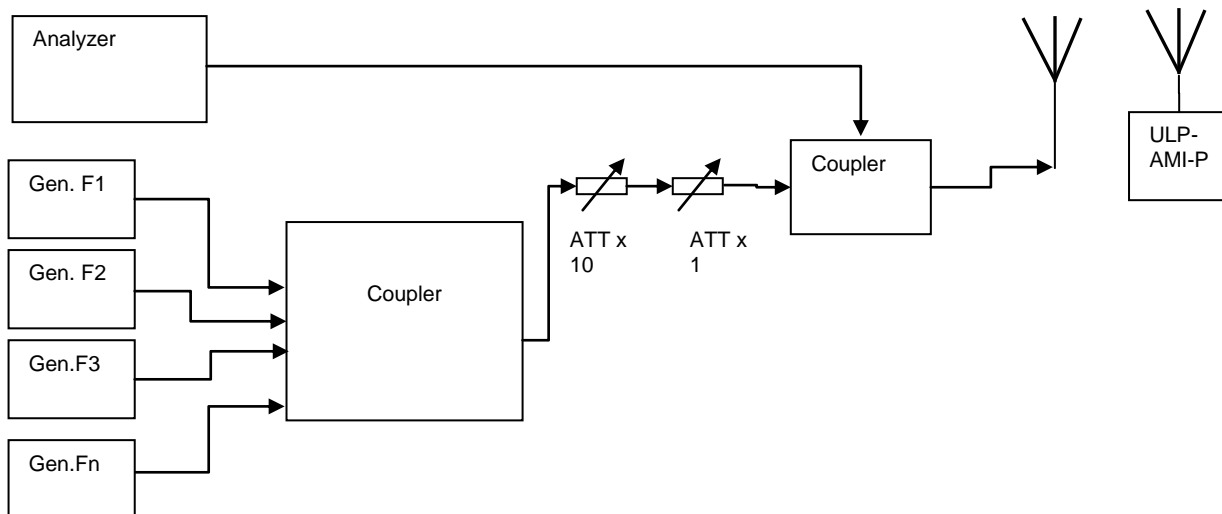 Analyzer
ULP-
AMI-P
Gen. F1
Coupler
ATT x
10
ATT x
1
Gen. F2
Coupler
Gen.F3
Gen.Fn